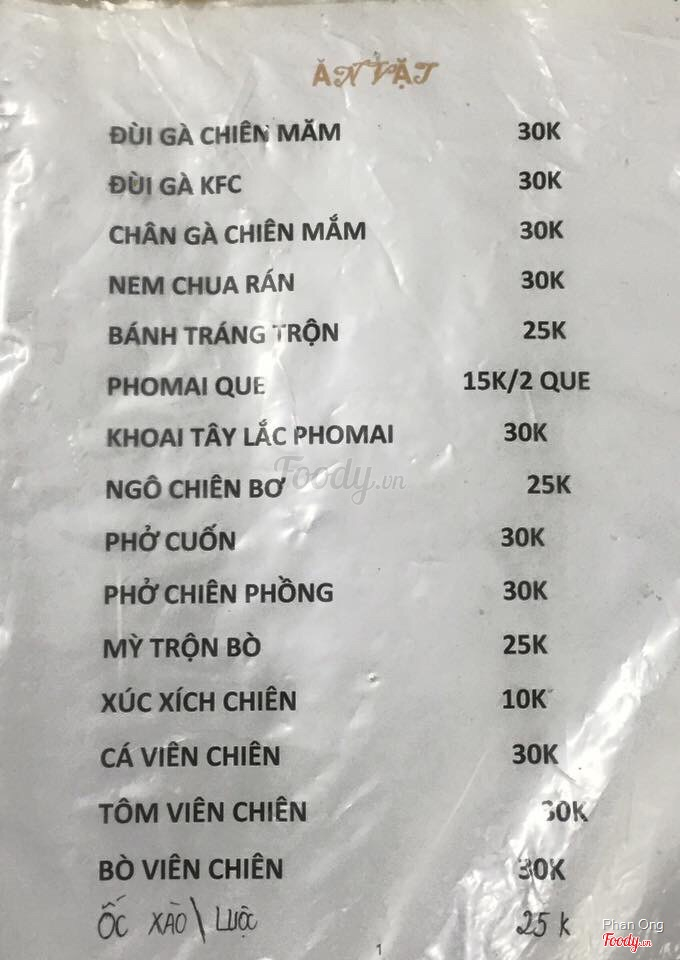 ĂN VẶT
ĐÙI GÀ CHIÊN MĂM 30K
ĐÙI GÀ KFC 30K
CHÂN GÀ CHIÊN MẮM 30K
NEM CHUA RÁN 30K
BÁNH TRÁNG TRỘN 25K
PHOMAI QUE 15K/2 QUE
KHOAI TÂY LẮC PHOMAI 30K
Foody.vn
NGÔ CHIÊN BƠ 25K
PHỞ CUỐN 30K
PHỞ CHIÊN PHỒNG 30K
MỲ TRỘN BÒ 25K
XÚC XÍCH CHIÊN 10K
CÁ VIÊN CHIÊN 30K
TÔM VIÊN CHIÊN 30K
BÒ VIÊN CHIÊN 30K
ỐC XÀO\LUỘC 25K
Phan Ong
Foody.vn
1